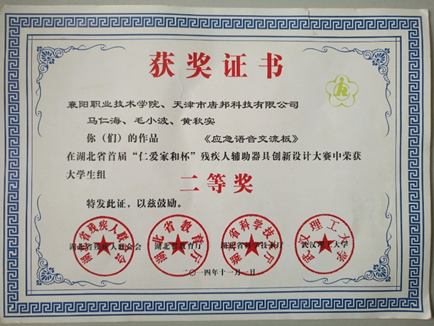 获奖证书
襄阳职业技术学院、天津市唐邦科技有限公司
马仁海、毛小波、黄秋实
你（们）的作品 《应急语音交流板》
在湖北省首届“仁爱家和杯”残疾人辅助器具创新设计大赛中荣获
大学生组
二等奖
特发此证，以兹鼓励。
湖北省残疾人联合会 湖北省教育厅 湖北省科学技术厅 武汉理工大学
二〇一四年十一月一日